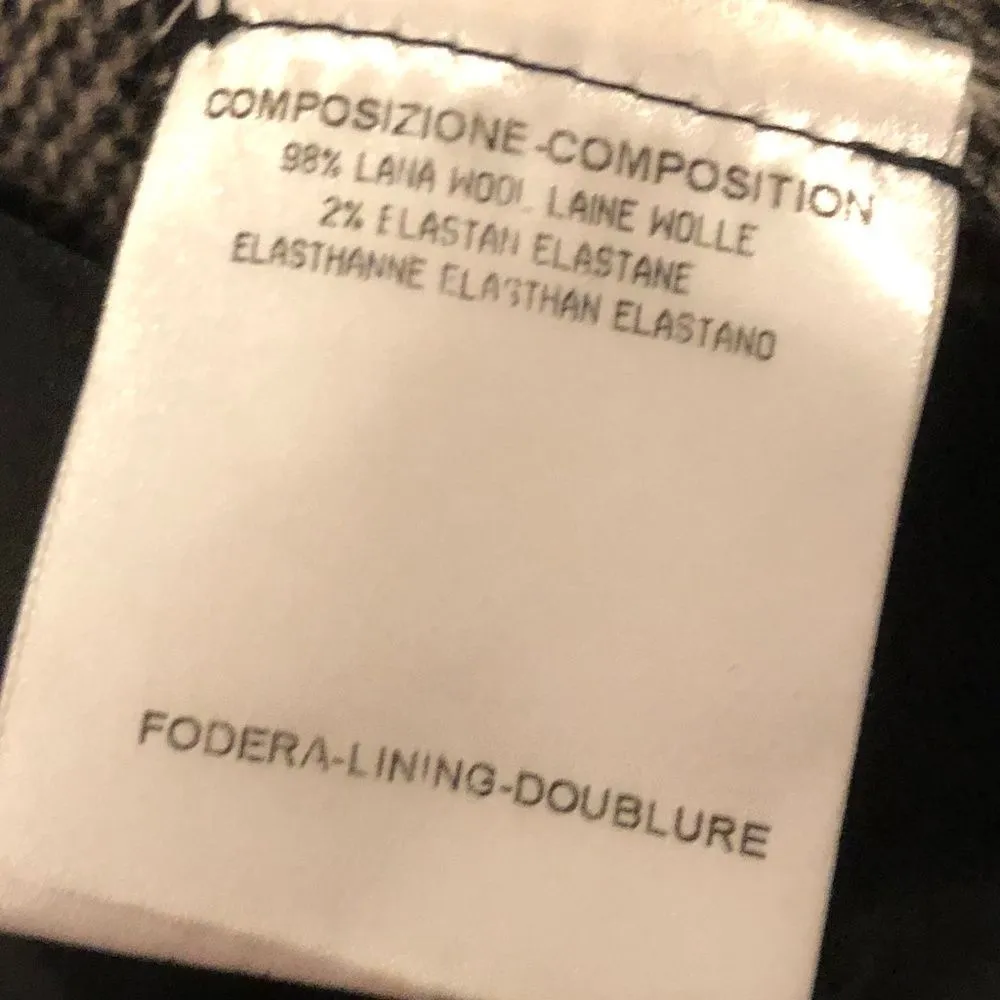 COMPOSIZIONE-COMPOSITION
98% LANA WOOL LAINE WOLLE
2% ELASTAN ELASTANE
ELASTHANNE ELASTHAN ELASTANO
FODERA-LINING-DOUBLURE